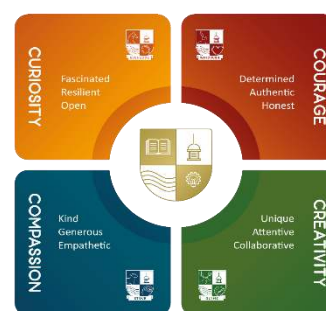 CURIOSITY
Fascinated
Resilient
Open
COURAGE
Determined
Authentic
Honest
COMPASSION
Kind
Generous
Empathetic
CREATIVITY
Unique
Attentive
Collaborative